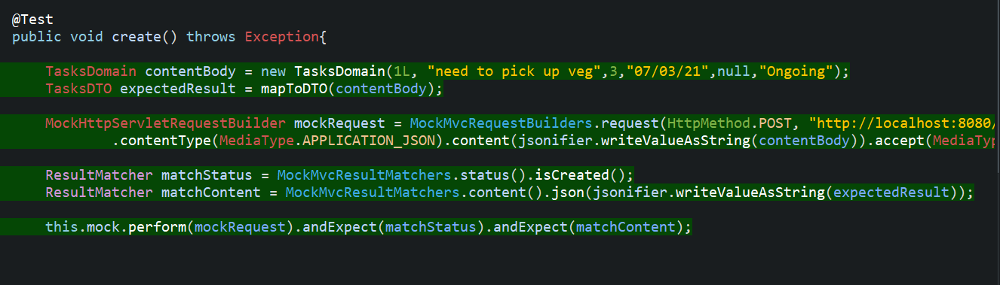 @Test
public void create() throws Exception{
TasksDomain contentBody = new TasksDomain(1L, "need to pick up veg",3,"07/03/21",null,"Ongoing");
TasksDTO expectedResult = mapToDTO(contentBody);
MockHttpServletRequestBuilder mockRequest = MockMvcRequestBuilders.request(HttpMethod.POST, "http://localhost:8080/
.contentType(MediaType.APPLICATION_JSON).content(jsonifier.writeValueAsString(contentBody)).accept(MediaTyp
ResultMatcher matchStatus = MockMvcResultMatchers.status().isCreated();
ResultMatcher matchContent = MockMvcResultMatchers.content().json(jsonifier.writeValueAsString(expectedResult));
this.mock.perform(mockRequest).andExpect(matchStatus).andExpect(matchContent);